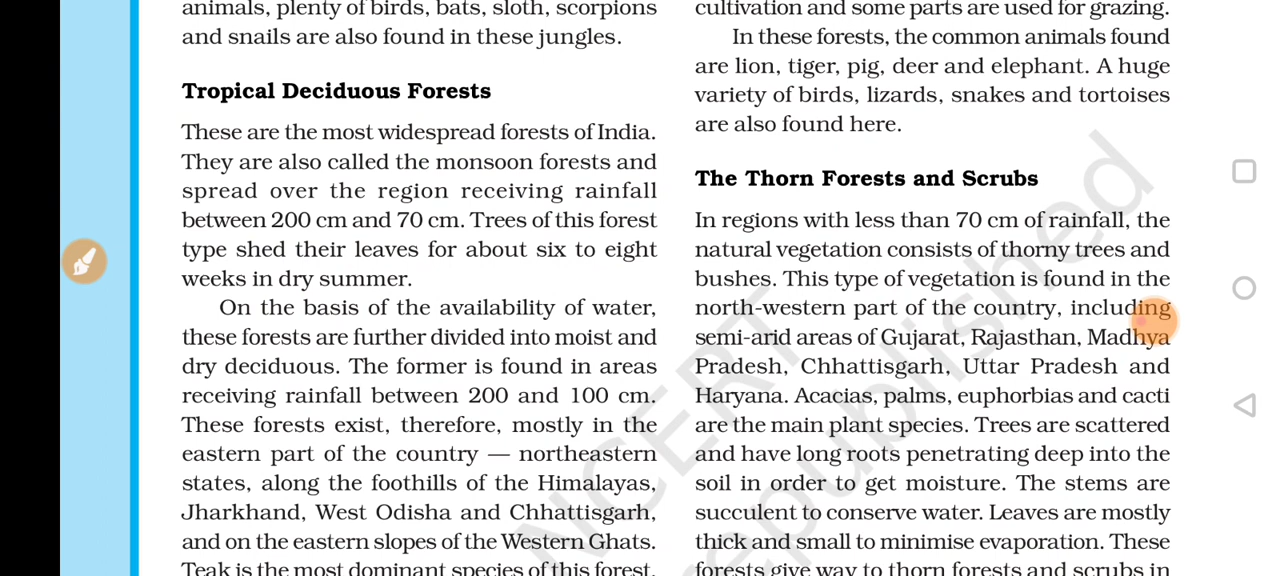 animals, plenty of birds, bats, sloth, scorpions
and snails are also found in these jungles.
Tropical Deciduous Forests
These are the most widespread forests of India.
They are also called the monsoon forests and
spread over the region receiving rainfall
between 200 cm and 70 cm. Trees of this forest
type shed their leaves for about six to eight
weeks in dry summer.
On the basis of the availability of water,
these forests are further divided into moist and
dry deciduous. The former is found in areas
receiving rainfall between 200 and 100 cm.
These forests exist, therefore, mostly in the
eastern part of the country — northeastern
states, along the foothills of the Himalayas,
Jharkhand, West Odisha and Chhattisgarh,
and on the eastern slopes of the Western Ghats.
Teak is the most dominant species of this forest.
cultivation and some parts are used for grazing.
In these forests, the common animals found
are lion, tiger, pig, deer and elephant. A huge
variety of birds, lizards, snakes and tortoises
are also found here.
The Thorn Forests and Scrubs
In regions with less than 70 cm of rainfall, the
natural vegetation consists of thorny trees and
bushes. This type of vegetation is found in the
north-western part of the country, including
semi-arid areas of Gujarat, Rajasthan, Madhya
Pradesh, Chhattisgarh, Uttar Pradesh and
Haryana. Acacias, palms, euphorbias and cacti
are the main plant species. Trees are scattered
and have long roots penetrating deep into the
soil in order to get moisture. The stems are
succulent to conserve water. Leaves are mostly
thick and small to minimise evaporation. These
forests give way to thorn forests and scrubs in
NCERT
republished